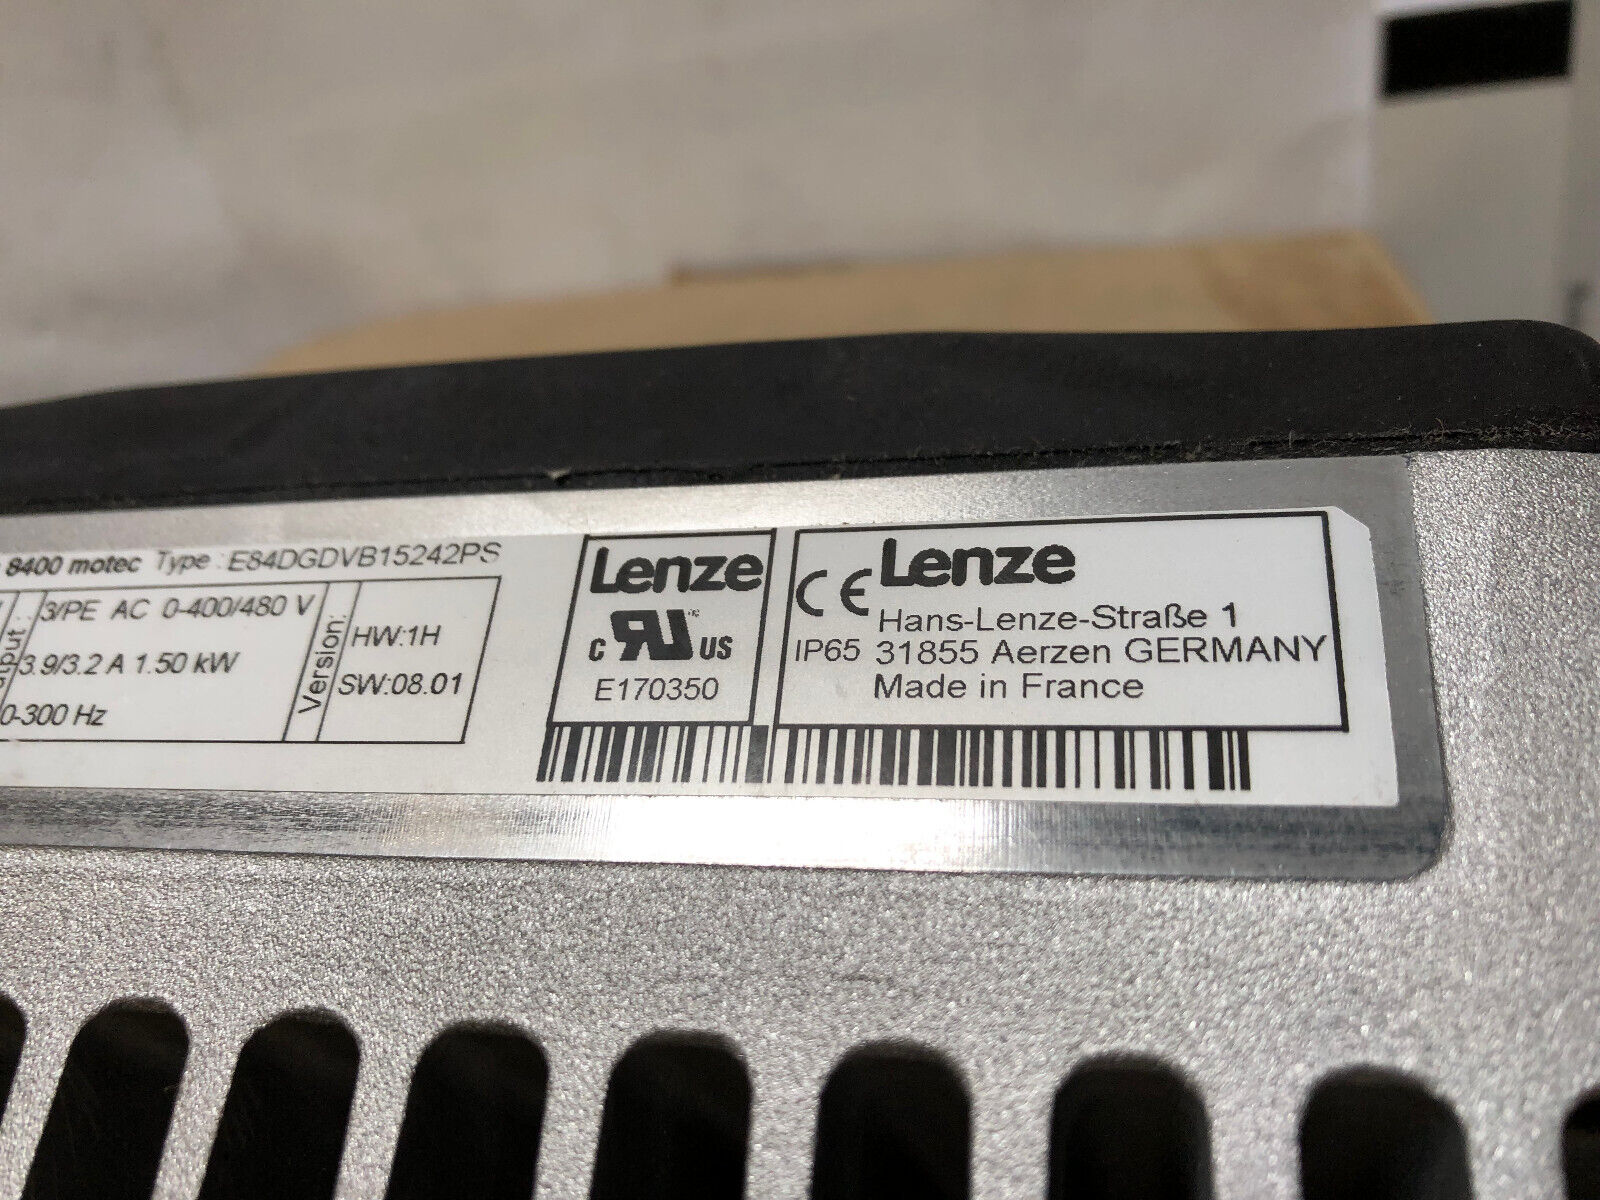 8400 motec Type : E84DGDVB15242PS
3/PE AC 0-400/480 V
3.9/3.2 A 1.50 kW
0-300 Hz
Version:
HW:1H
SW:08.01
Lenze
c RU US
E170350
CE Lenze
Hans-Lenze-Straße 1
IP65 31855 Aerzen GERMANY
Made in France